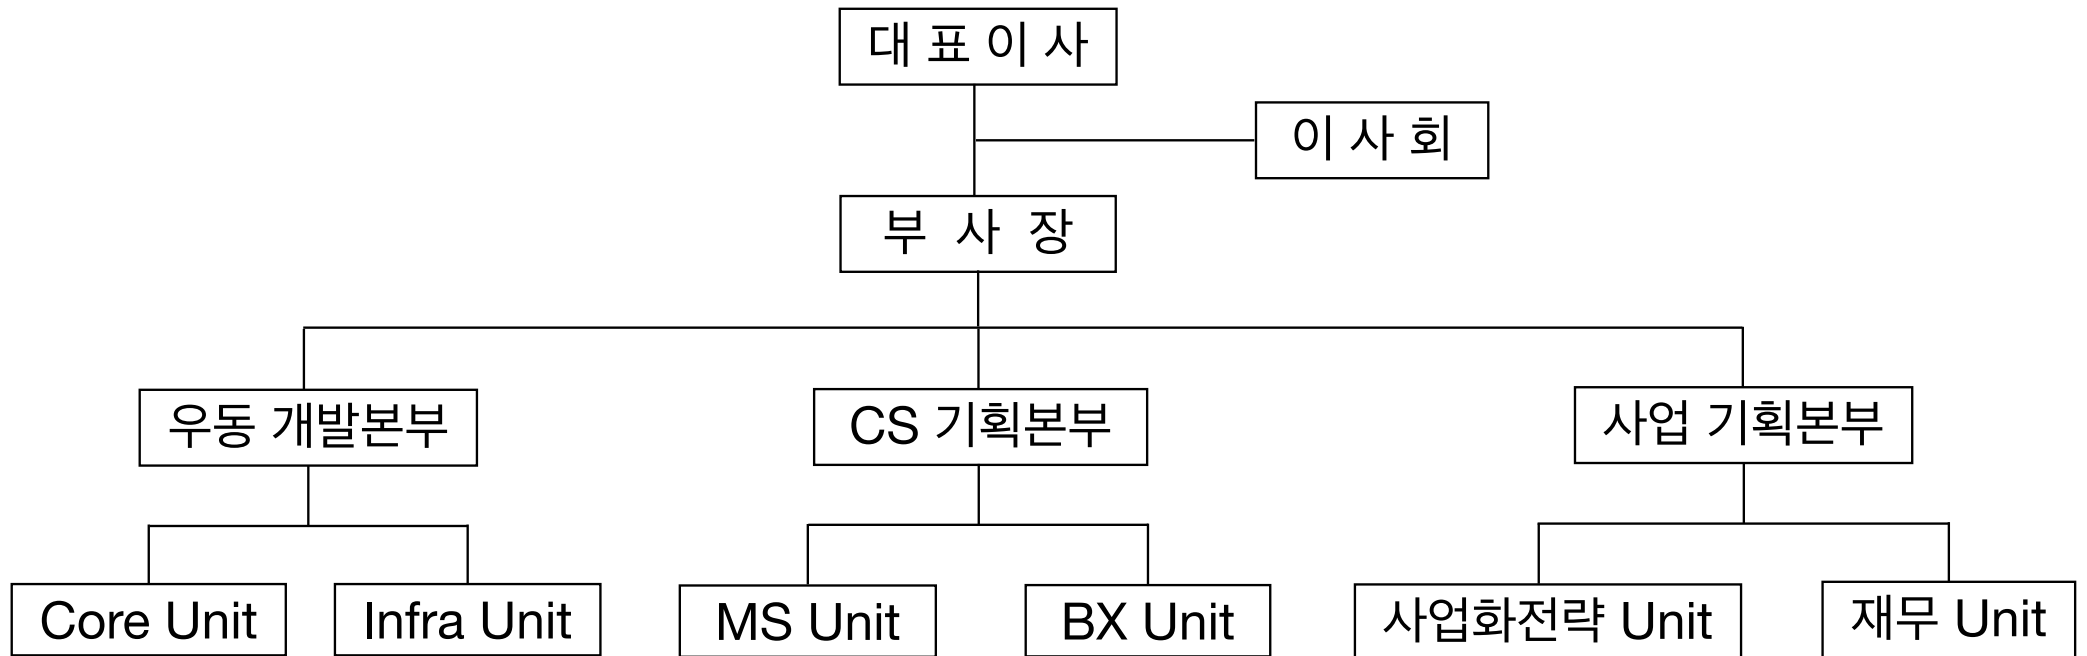 대 표 이 사
이 사 회
부 사 장
우동 개발본부
CS 기획본부
사업 기획본부
Core Unit
Infra Unit
MS Unit
BX Unit
사업화전략 Unit
재무 Unit